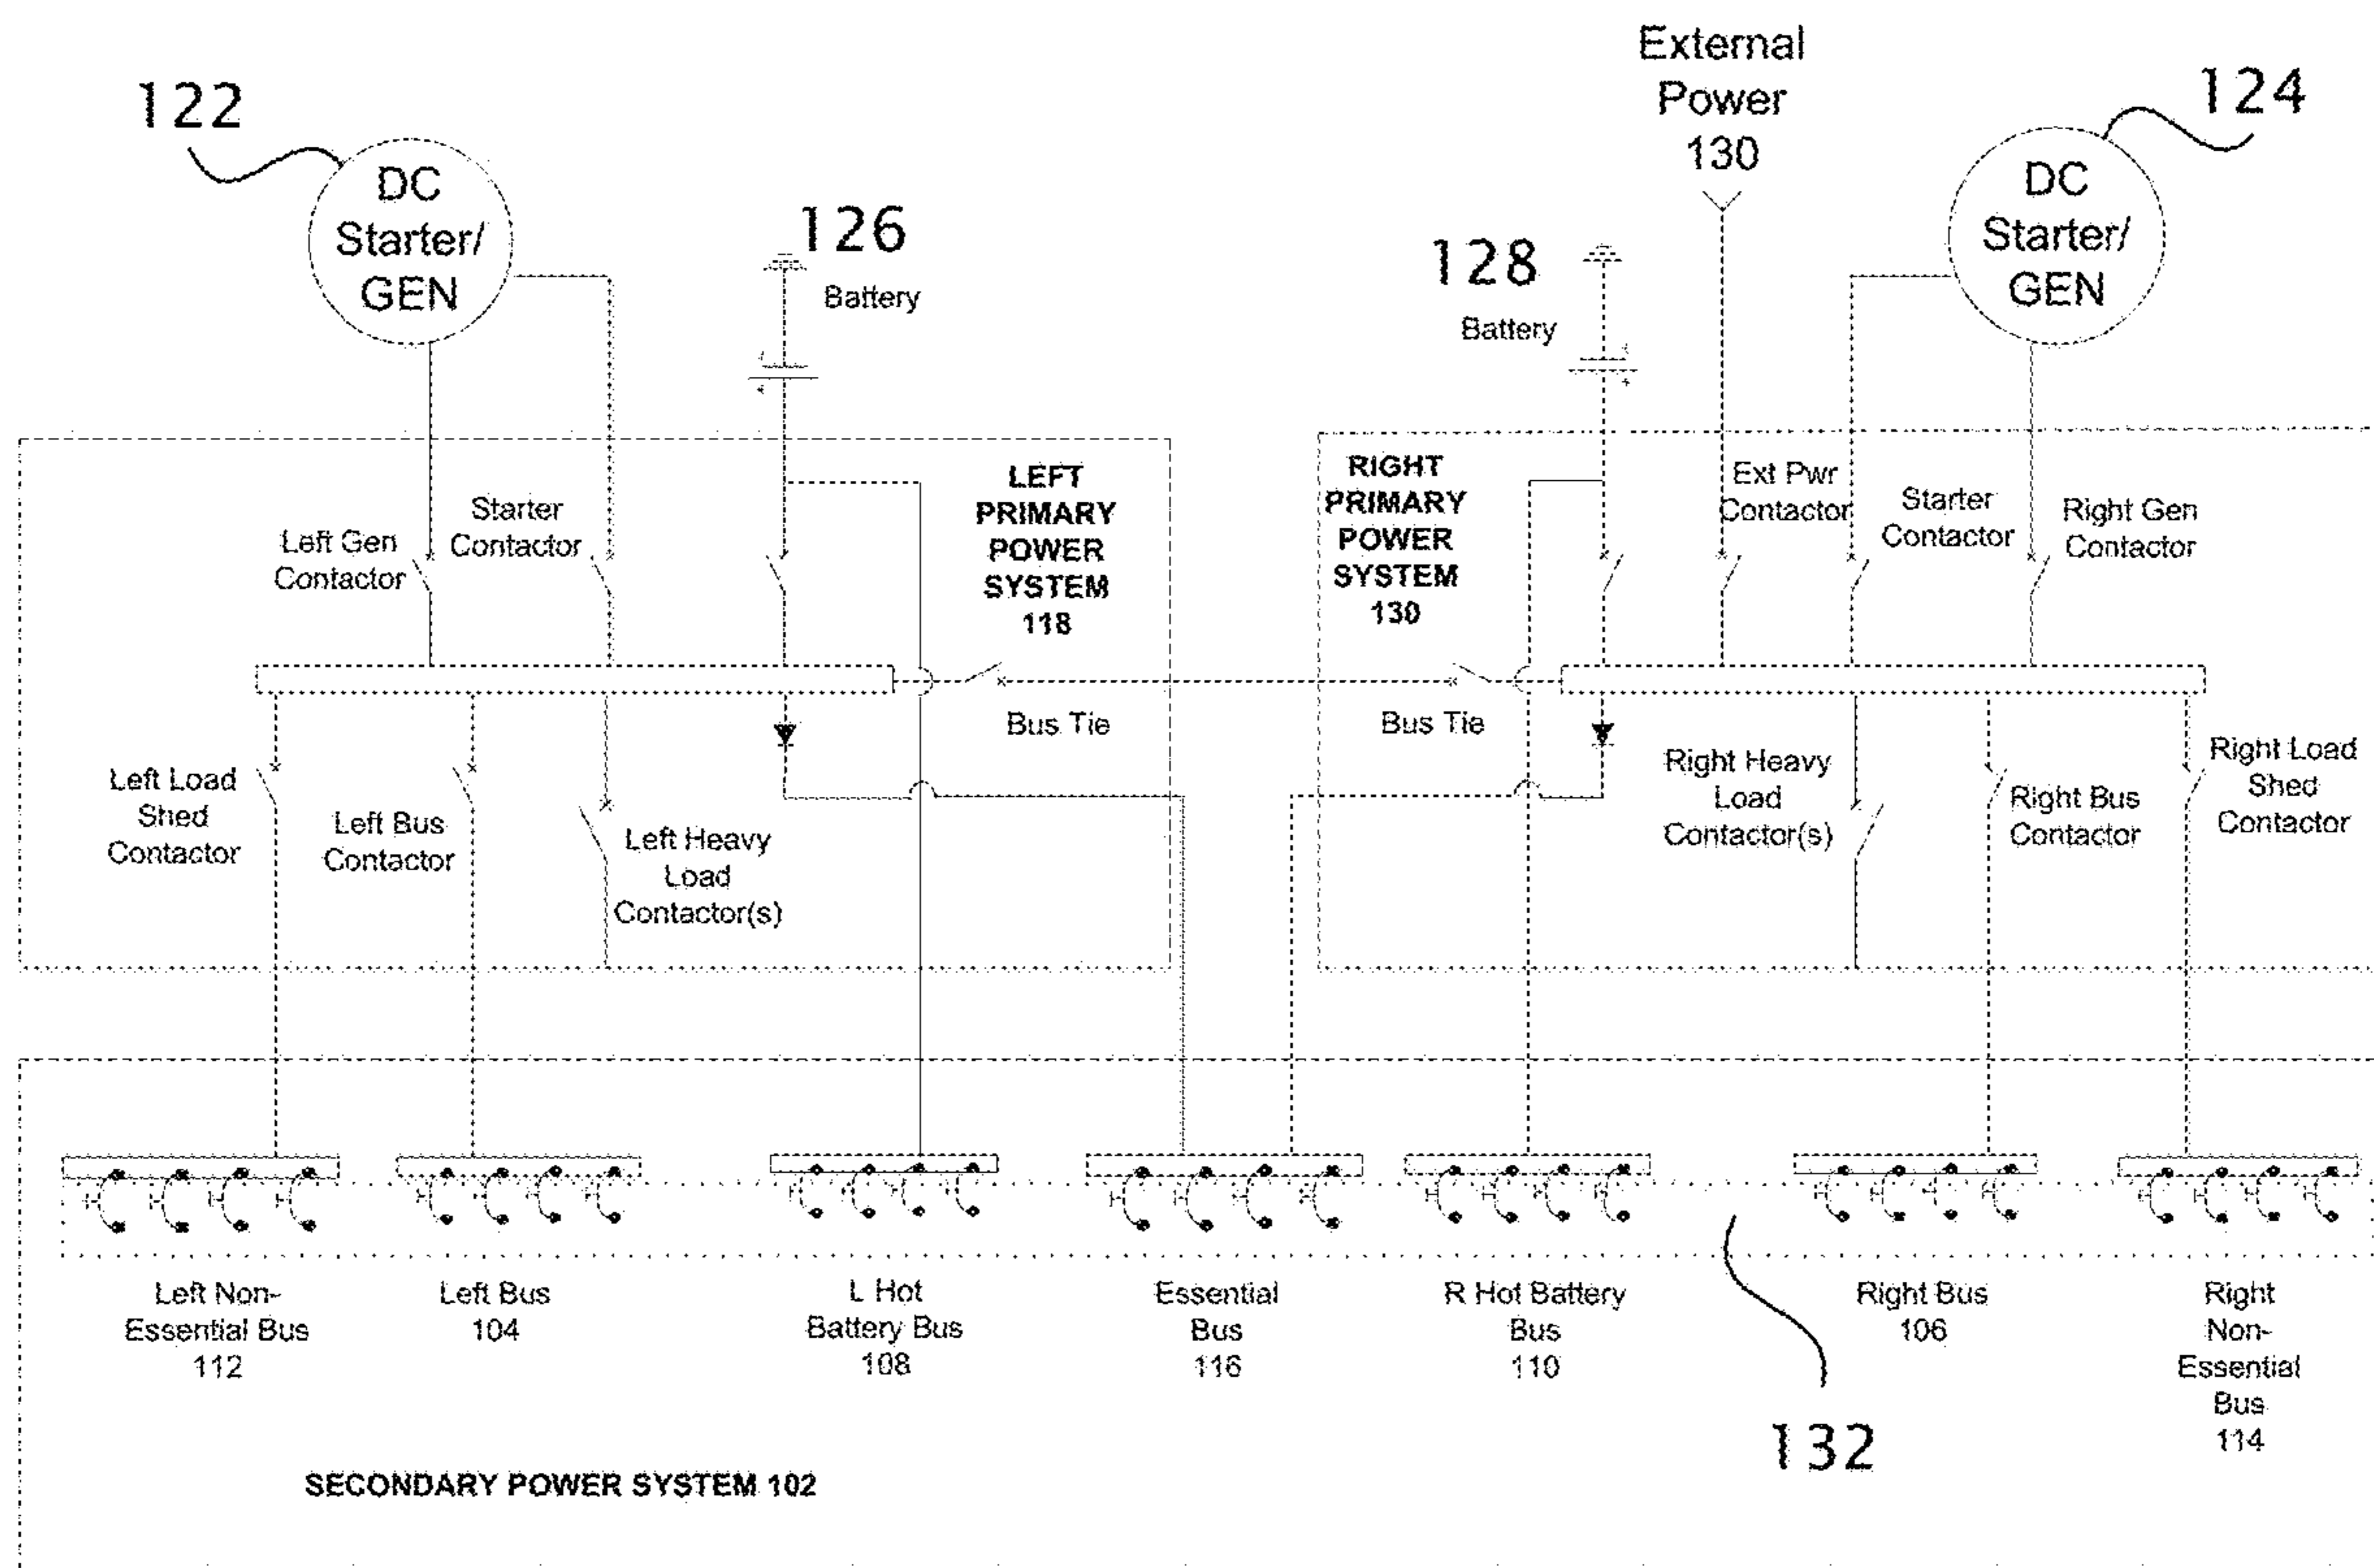 External
Power
130
122
124
DC
Starter/
GEN
126
Battery
128
Battery
DC
Starter/
GEN
LEFT
PRIMARY
POWER
SYSTEM
118
RIGHT
PRIMARY
POWER
SYSTEM
130
Left Gen
Contactor
Starter
Contactor
Ext Pwr
Contactor
Starter
Contactor
Right Gen
Contactor
Bus Tie
Bus Tie
Left Load
Shed
Contactor
Left Bus
Contactor
Left Heavy
Load
Contactor(s)
Right Heavy
Load
Contactor(s)
Right Bus
Contactor
Right Load
Shed
Contactor
Left Non-
Essential Bus
112
Left Bus
104
L Hot
Battery Bus
108
Essential
Bus
116
R Hot Battery
Bus
110
Right Bus
106
Right
Non-
Essential
Bus
114
132
SECONDARY POWER SYSTEM 102